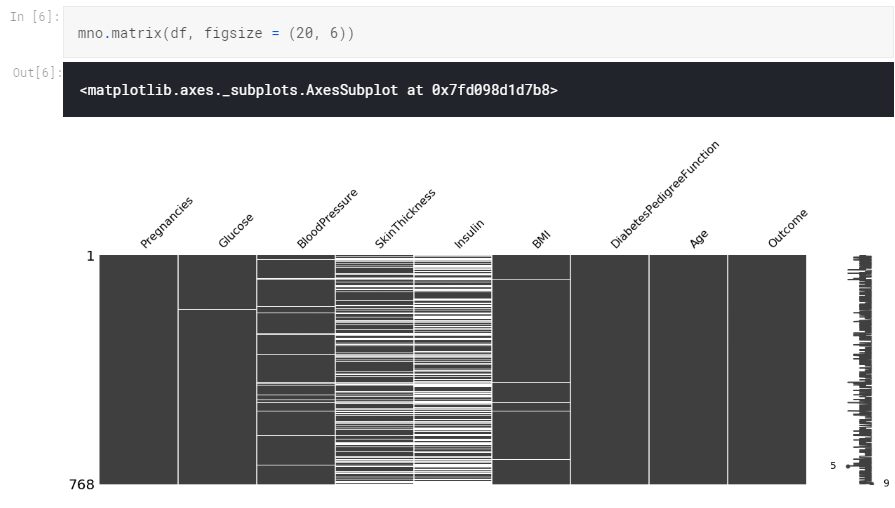 In [6]:
mno.matrix(df, figsize = (20, 6))
Out[6]:
<matplotlib.axes._subplots.AxesSubplot at 0x7fd098d1d7b8>
Pregnancies
Glucose
BloodPressure
SkinThickness
Insulin
BMI
DiabetesPedigreeFunction
Age
Outcome
1
5
768
9